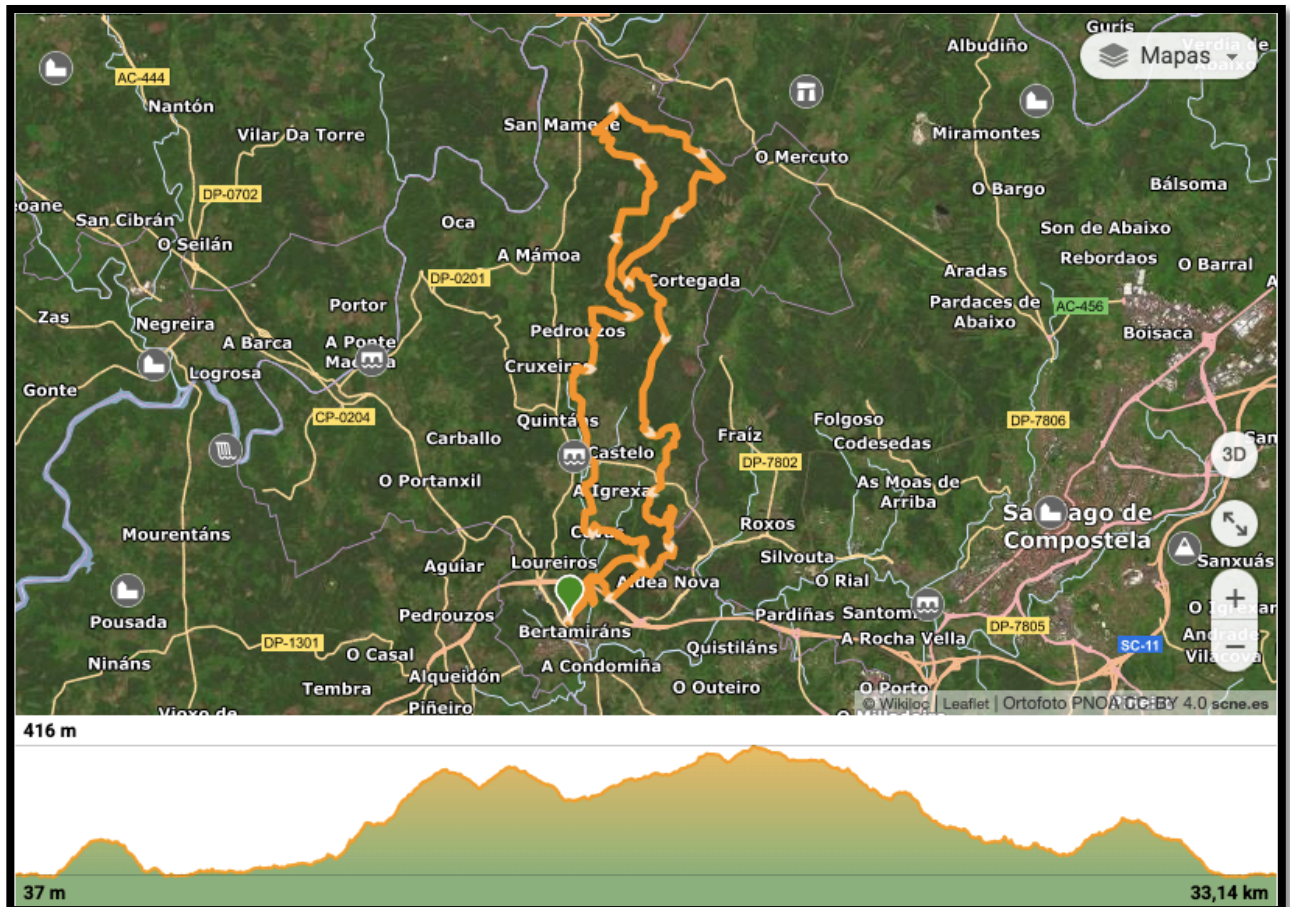 Gurís
Albudiño
Mapas
AC-444
Nantón
Vilar Da Torre
San Mamede
Miramontes
O Mercuto
DP-0702
O Bargo
Bálsoma
San Cibrán
Oca
Son de Abaixo
O Seilán
A Mámoa
Rebordaos
O Barral
DP-0201
Cortegada
Aradas
Portor
Pardaces de
Abaixo
AC-456
Zas
Negreira
A Barca
A Ponte
Pedrouzos
Boisaca
Logrosa
Gonte
CP-0204
Quintáns
Folgoso
DP-7806
Carballo
Fraíz
Codesedas
Castelo
DP-7802
3D
O Portanxil
A Igrexa
As Moas de
Arriba
Mourentáns
Roxos
Santiago de
Compostela
Aguiar
Loureiros
Silvouta
Sanxuás
Aldea Nova
O Rial
Pousada
Pedrouzos
Pardiñas
+
Bertamiráns
DP-7805
Nináns
DP-1301
O Casal
A Condomiña
Quistiláns
A Rocha Vella
SC-11
−
Tembra
Alqueidón
O Outeiro
O Porto
Piñeiro
© Wikiloc | Leaflet | Ortofoto PNOA CC-BY 4.0 scne.es
416 m
37 m
33,14 km